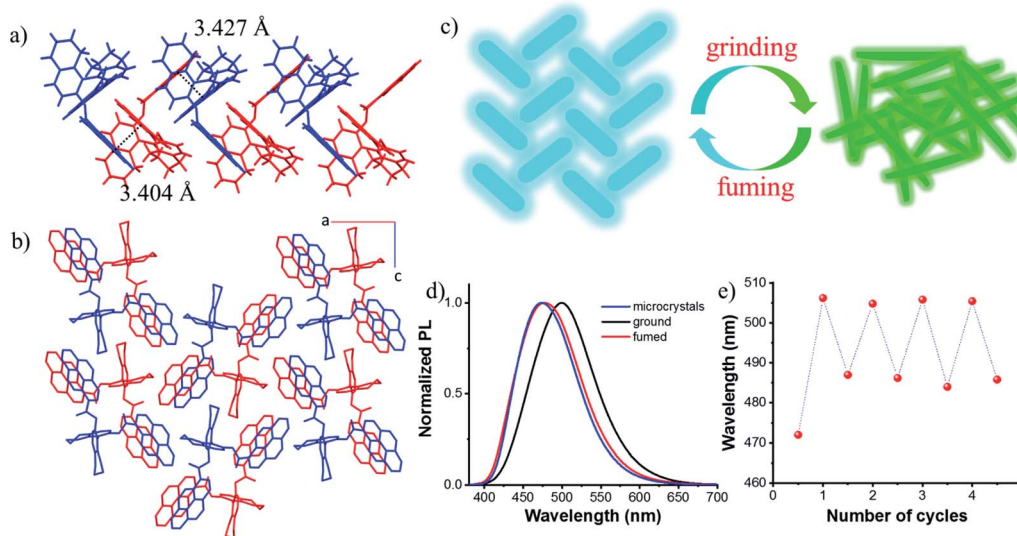 a)
3.427 Å
3.404 Å
b)
a
c
c)
grinding
fuming
d)
1.0
0.5
0.0
Normalized PL
microcrystals
ground
fumed
400
450
500
550
600
650
700
Wavelength (nm)
e)
510
500
490
480
470
460
Wavelength (nm)
1
2
3
4
Number of cycles